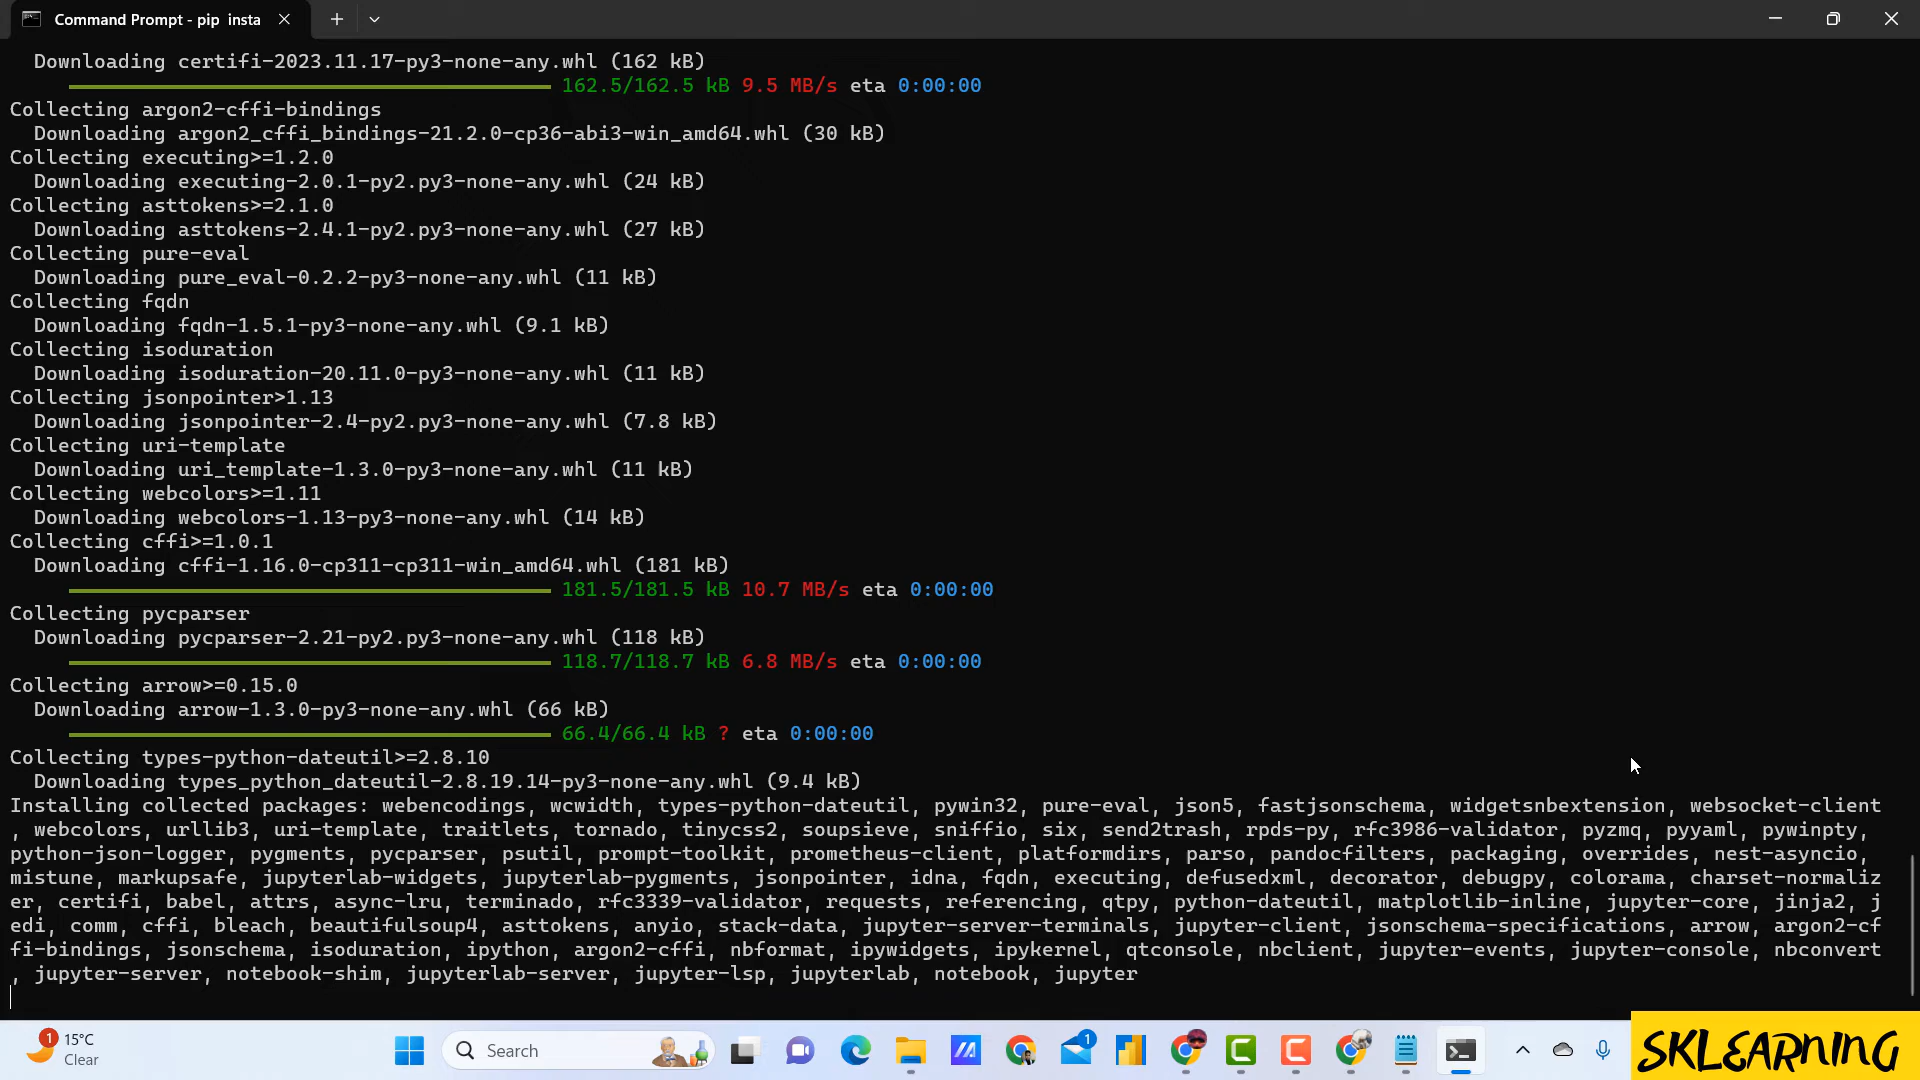 Command Prompt - pip insta
Downloading certifi-2023.11.17-py3-none-any.whl (162 kB)
162.5/162.5 kB 9.5 MB/s eta 0:00:00
Collecting argon2-cffi-bindings
Downloading argon2_cffi_bindings-21.2.0-cp36-abi3-win_amd64.whl (30 kB)
Collecting executing>=1.2.0
Downloading executing-2.0.1-py2.py3-none-any.whl (24 kB)
Collecting asttokens>=2.1.0
Downloading asttokens-2.4.1-py2.py3-none-any.whl (27 kB)
Collecting pure-eval
Downloading pure_eval-0.2.2-py3-none-any.whl (11 kB)
Collecting fqdn
Downloading fqdn-1.5.1-py3-none-any.whl (9.1 kB)
Collecting isoduration
Downloading isoduration-20.11.0-py3-none-any.whl (11 kB)
Collecting jsonpointer>1.13
Downloading jsonpointer-2.4-py2.py3-none-any.whl (7.8 kB)
Collecting uri-template
Downloading uri_template-1.3.0-py3-none-any.whl (11 kB)
Collecting webcolors>=1.11
Downloading webcolors-1.13-py3-none-any.whl (14 kB)
Collecting cffi>=1.0.1
Downloading cffi-1.16.0-cp311-cp311-win_amd64.whl (181 kB)
181.5/181.5 kB 10.7 MB/s eta 0:00:00
Collecting pycparser
Downloading pycparser-2.21-py2.py3-none-any.whl (118 kB)
118.7/118.7 kB 6.8 MB/s eta 0:00:00
Collecting arrow>=0.15.0
Downloading arrow-1.3.0-py3-none-any.whl (66 kB)
66.4/66.4 kB ? eta 0:00:00
Collecting types-python-dateutil>=2.8.10
Downloading types_python_dateutil-2.8.19.14-py3-none-any.whl (9.4 kB)
Installing collected packages: webencodings, wcwidth, types-python-dateutil, pywin32, pure-eval, json5, fastjsonschema, widgetsnbextension, websocket-client
, webcolors, urllib3, uri-template, traitlets, tornado, tinycss2, soupsieve, sniffio, six, send2trash, rpds-py, rfc3986-validator, pyzmq, pyyaml, pywinpty,
python-json-logger, pygments, pycparser, psutil, prompt-toolkit, prometheus-client, platformdirs, parso, pandocfilters, packaging, overrides, nest-asyncio,
mistune, markupsafe, jupyterlab-widgets, jupyterlab-pygments, jsonpointer, idna, fqdn, executing, defusedxml, decorator, debugpy, colorama, charset-normaliz
er, certifi, babel, attrs, async-lru, terminado, rfc3339-validator, requests, referencing, qtpy, python-dateutil, matplotlib-inline, jupyter-core, jinja2, j
edi, comm, cffi, bleach, beautifulsoup4, asttokens, anyio, stack-data, jupyter-server-terminals, jupyter-client, jsonschema-specifications, arrow, argon2-cf
fi-bindings, jsonschema, isoduration, ipython, argon2-cffi, nbformat, ipywidgets, ipykernel, qtconsole, nbclient, jupyter-events, jupyter-console, nbconvert
, jupyter-server, notebook-shim, jupyterlab-server, jupyter-lsp, jupyterlab, notebook, jupyter
1
15°C
Clear
Search
1
SKLEARNING